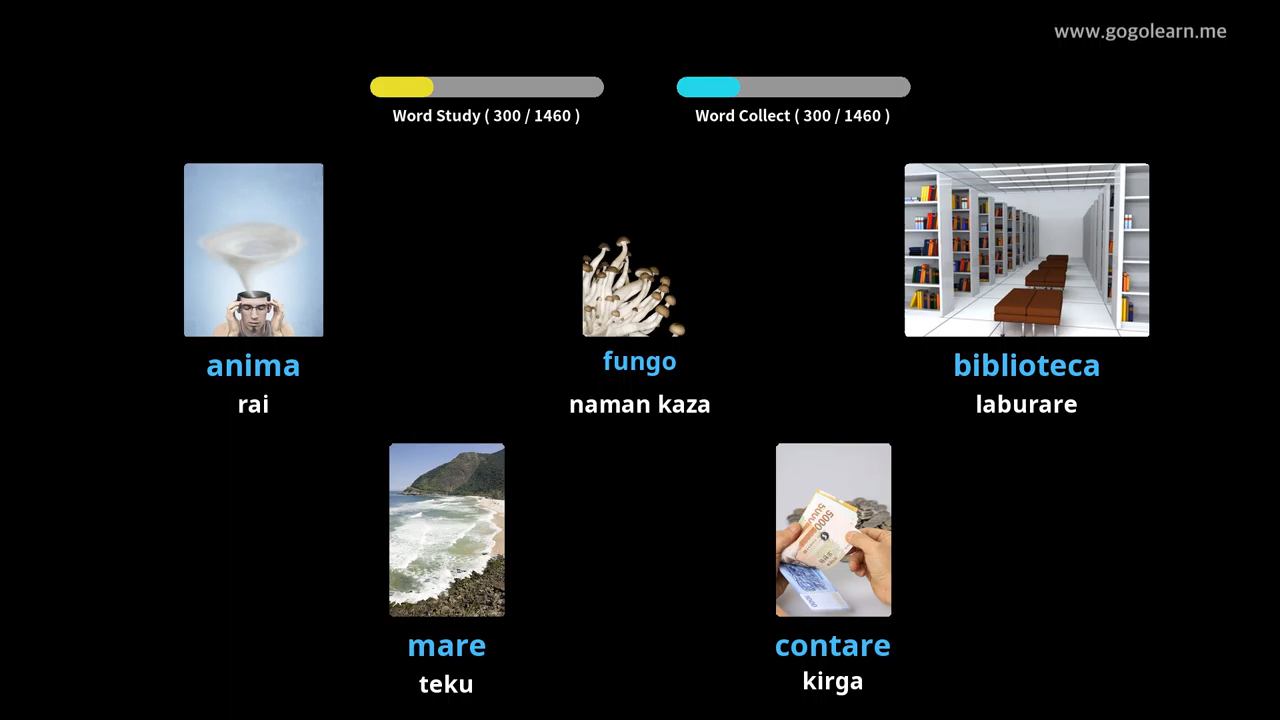 www.gogolearn.me
Word Study ( 300 / 1460 )
Word Collect ( 300 / 1460 )
anima
rai
fungo
naman kaza
biblioteca
laburare
mare
teku
contare
kirga